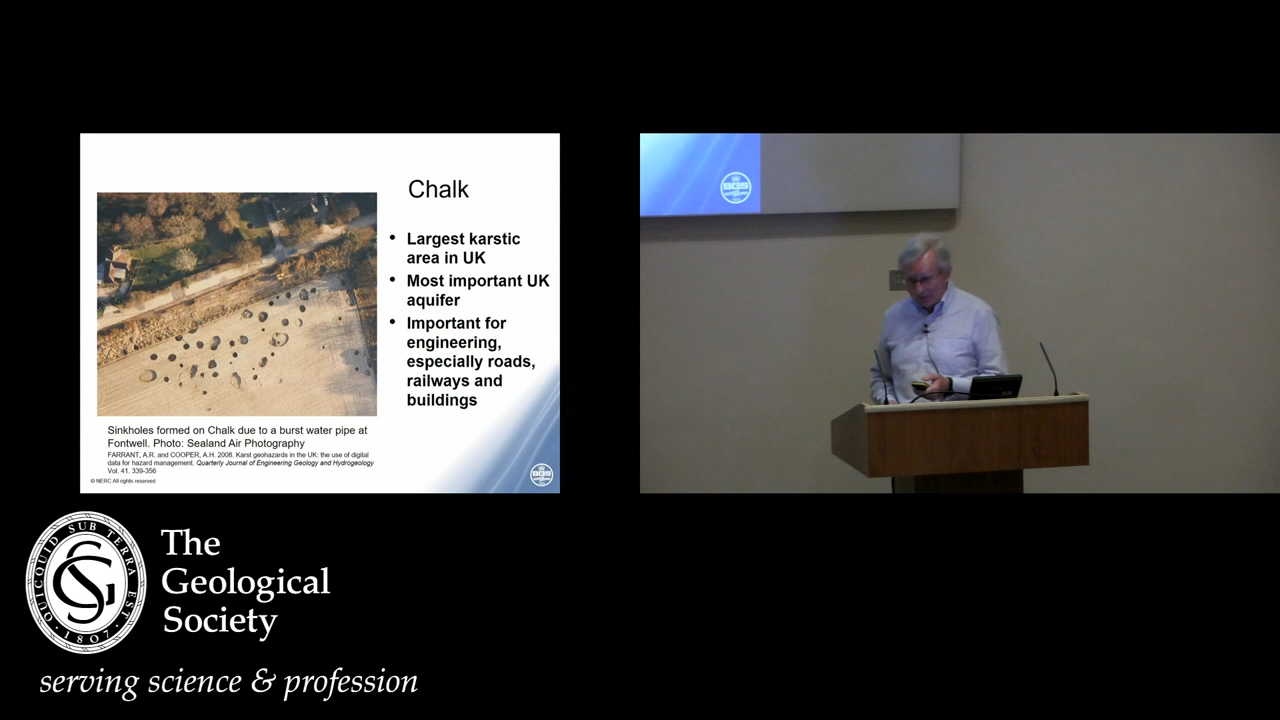 Chalk
• Largest karstic
area in UK
• Most important UK
aquifer
• Important for
engineering,
especially roads,
railways and
buildings
Sinkholes formed on Chalk due to a burst water pipe at
Fontwell. Photo: Sealand Air Photography
FARRANT, A.R. and COOPER, A.H. 2008. Karst geohazards in the UK: the use of digital
data for hazard management. Quarterly Journal of Engineering Geology and Hydrogeology
Vol. 41. 339-356
© NERC All rights reserved
BGS
BGS
QUICQUID SUB TERRA EST
·1807·
The
Geological
Society
serving science & profession